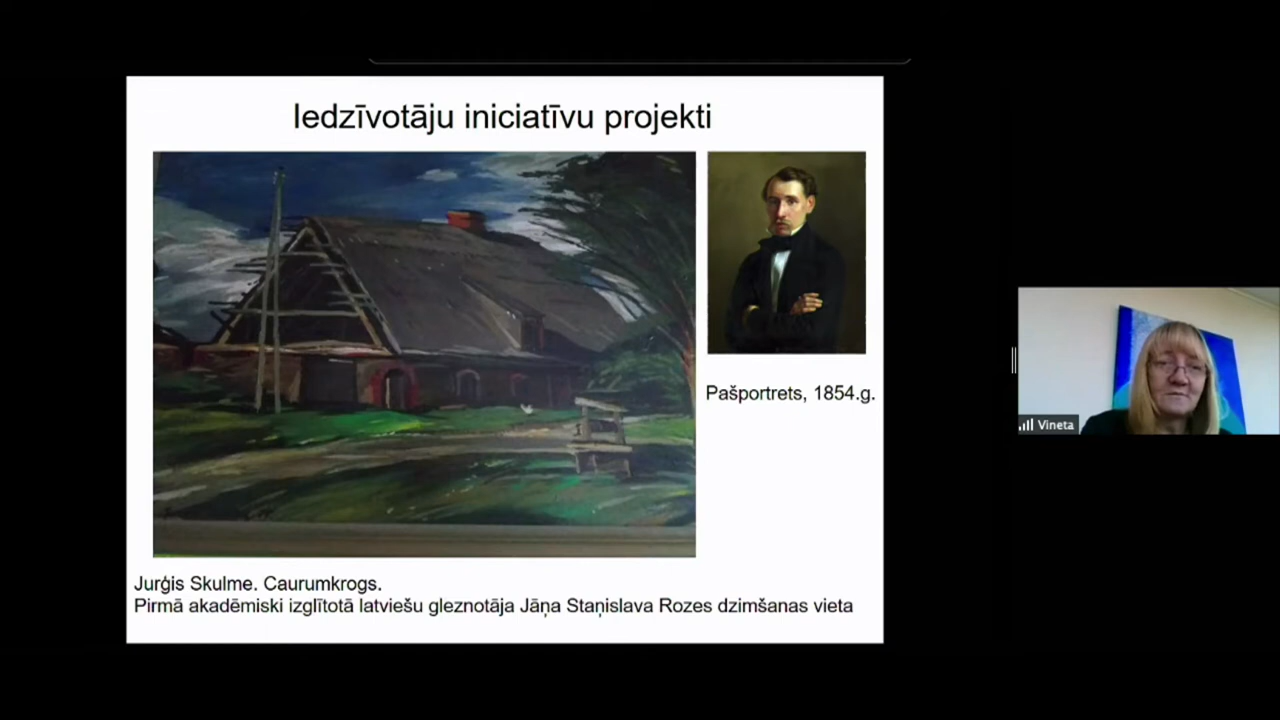 Iedzīvotāju iniciatīvu projekti
Pašportrets, 1854.g.
Vineta
Jurģis Skulme. Caurumkrogs.
Pirmā akadēmiski izglītotā latviešu gleznotāja Jāņa Staņislava Rozes dzimšanas vieta